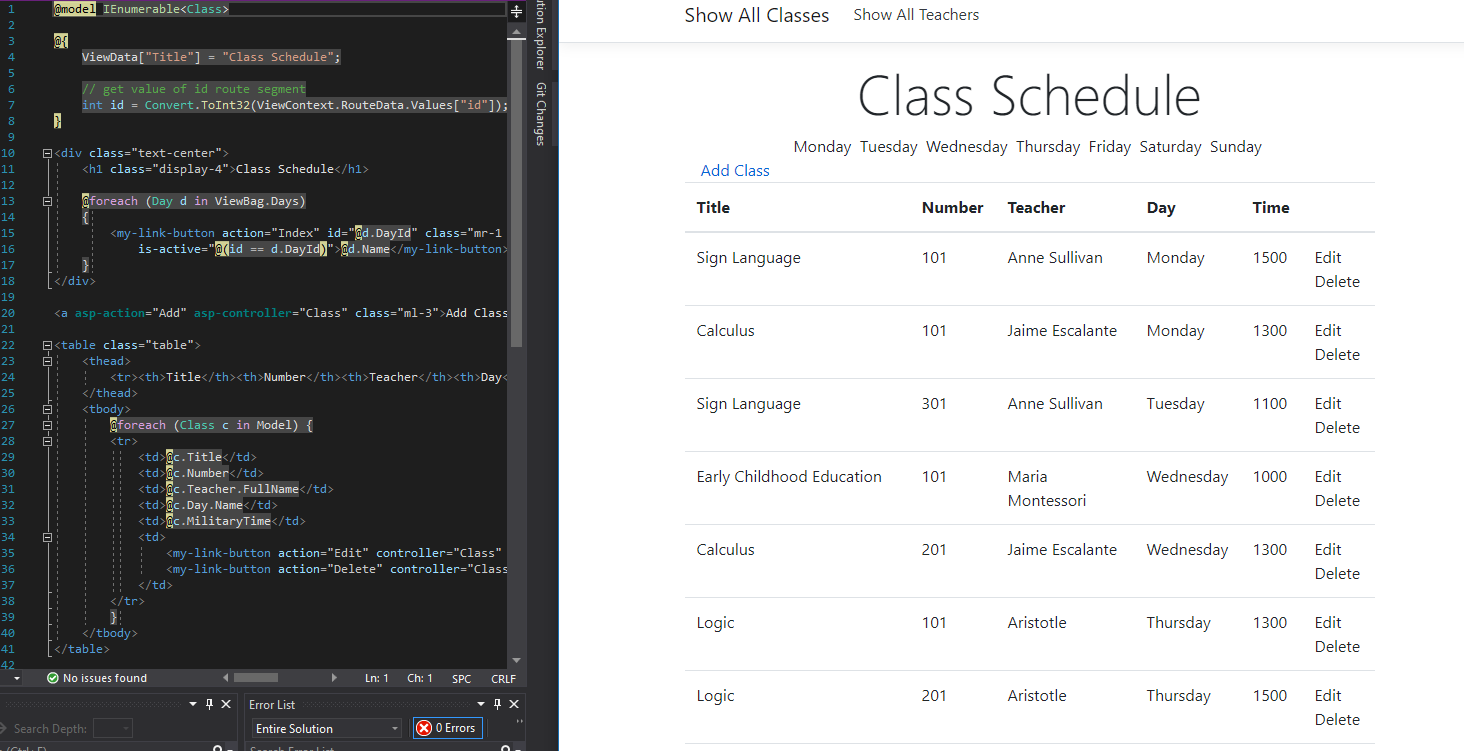 1 @model IEnumerable<Class>
2
3 @{
4 ViewData["Title"] = "Class Schedule";
5
6 // get value of id route segment
7 int id = Convert.ToInt32(ViewContext.RouteData.Values["id"]);
8 }
9
10 <div class="text-center">
11 <h1 class="display-4">Class Schedule</h1>
12
13 @foreach (Day d in ViewBag.Days)
14 {
15 <my-link-button action="Index" id="@d.DayId" class="mr-1
16 is-active="@(id == d.DayId)">@d.Name</my-link-button>
17 }
18 </div>
19
20 <a asp-action="Add" asp-controller="Class" class="ml-3">Add Class
21
22 <table class="table">
23 <thead>
24 <tr><th>Title</th><th>Number</th><th>Teacher</th><th>Day<
25 </thead>
26 <tbody>
27 @foreach (Class c in Model) {
28 <tr>
29 <td>@c.Title</td>
30 <td>@c.Number</td>
31 <td>@c.Teacher.FullName</td>
32 <td>@c.Day.Name</td>
33 <td>@c.MilitaryTime</td>
34 <td>
35 <my-link-button action="Edit" controller="Class"
36 <my-link-button action="Delete" controller="Class
37 </td>
38 </tr>
39 }
40 </tbody>
41 </table>
42
No issues found Ln: 1 Ch: 1 SPC CRLF
Error List
Search Depth: Entire Solution 0 Errors
Search Error List
ution Explorer
Git Changes
Show All Classes Show All Teachers
Class Schedule
Monday Tuesday Wednesday Thursday Friday Saturday Sunday
Add Class
Title Number Teacher Day Time
Sign Language 101 Anne Sullivan Monday 1500 Edit
Delete
Calculus 101 Jaime Escalante Monday 1300 Edit
Delete
Sign Language 301 Anne Sullivan Tuesday 1100 Edit
Delete
Early Childhood Education 101 Maria Wednesday 1000 Edit
Montessori Delete
Calculus 201 Jaime Escalante Wednesday 1300 Edit
Delete
Logic 101 Aristotle Thursday 1300 Edit
Delete
Logic 201 Aristotle Thursday 1500 Edit
Delete